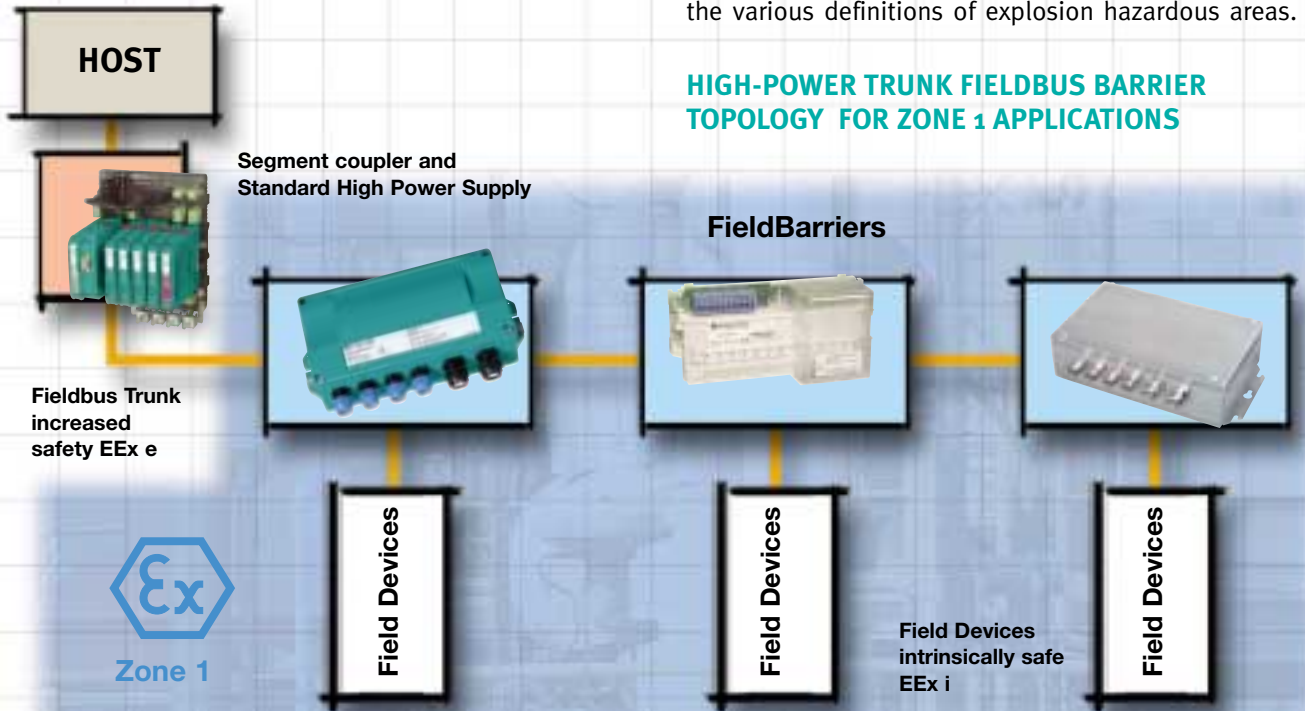 the various definitions of explosion hazardous areas.
HIGH-POWER TRUNK FIELDBUS BARRIER
TOPOLOGY FOR ZONE 1 APPLICATIONS
HOST
Segment coupler and
Standard High Power Supply
FieldBarriers
Fieldbus Trunk
increased
safety EEx e
Field Devices
Field Devices
Field Devices
Field Devices
intrinsically safe
EEx i
Ex
Zone 1